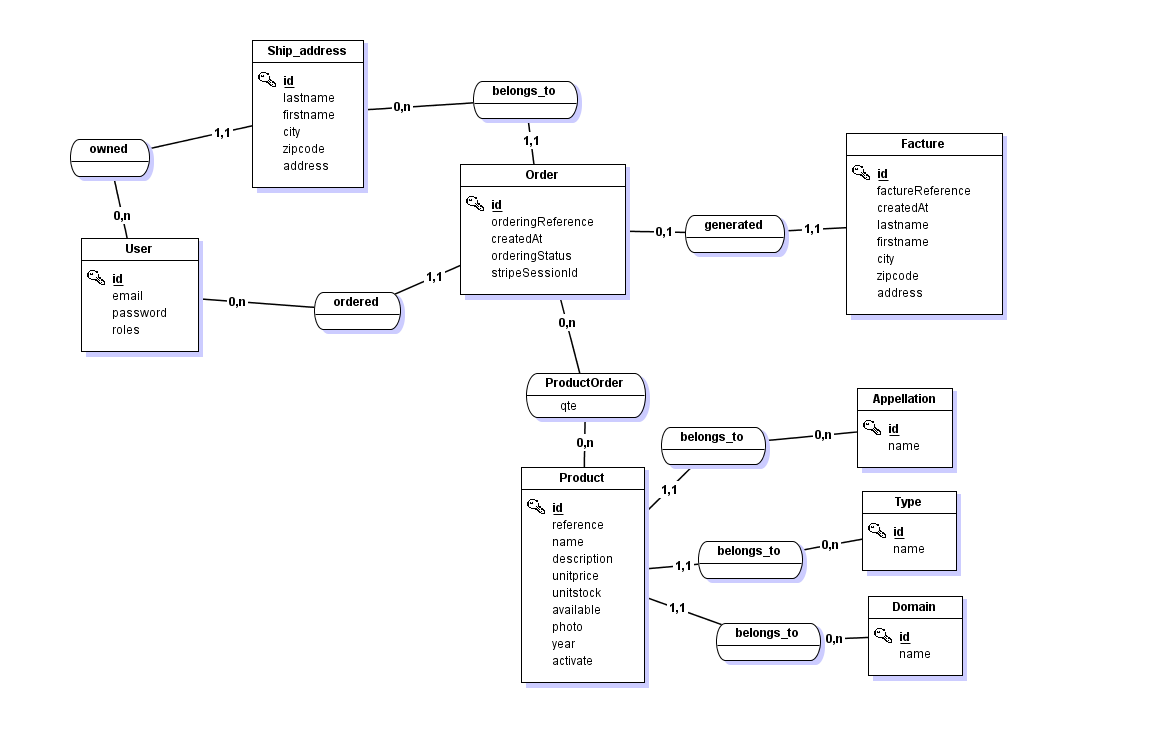 Ship_address
id
lastname
firstname
city
zipcode
address
0,n
belongs_to
1,1
1,1
owned
0,n
User
id
email
password
roles
0,n
ordered
1,1
Order
id
orderingReference
createdAt
orderingStatus
stripeSessionId
0,1
generated
1,1
Facture
id
factureReference
createdAt
lastname
firstname
city
zipcode
address
0,n
ProductOrder
qte
0,n
Product
id
reference
name
description
unitprice
unitstock
available
photo
year
activate
1,1
belongs_to
0,n
Appellation
id
name
1,1
belongs_to
0,n
Type
id
name
1,1
belongs_to
0,n
Domain
id
name